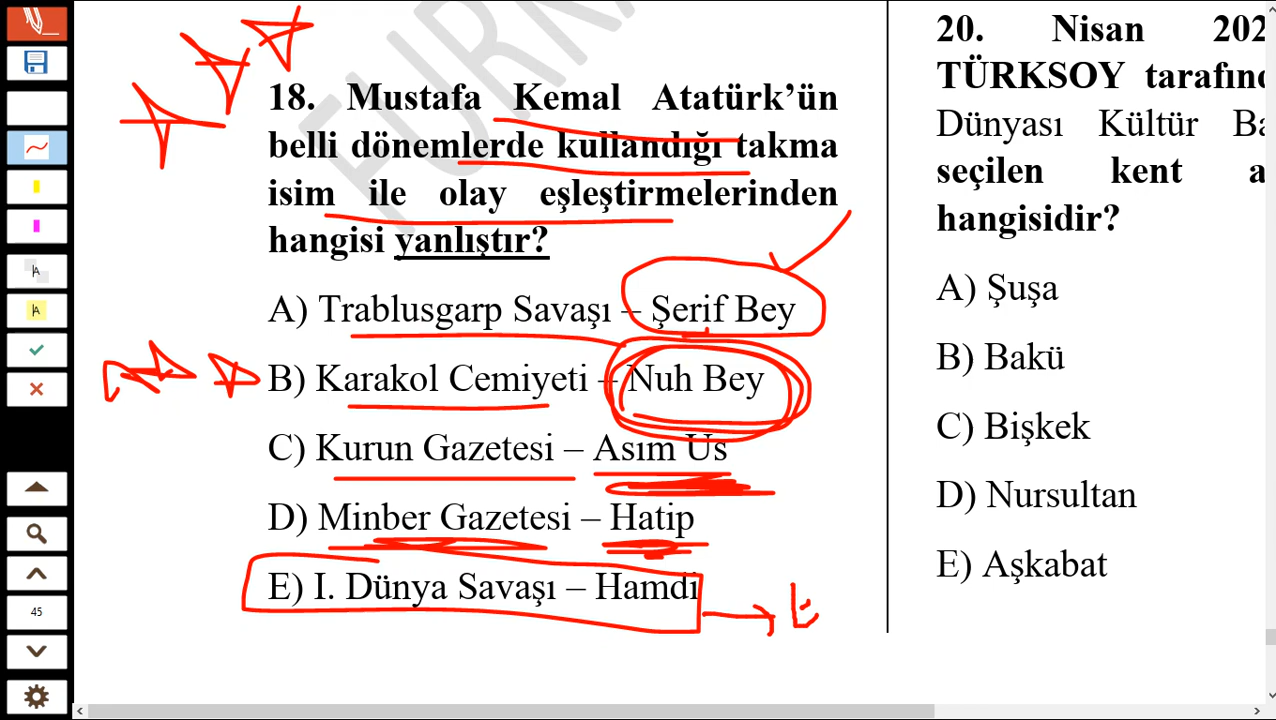 18. Mustafa Kemal Atatürk’ün
belli dönemlerde kullandığı takma
isim ile olay eşleştirmelerinden
hangisi yanlıştır?
A) Trablusgarp Savaşı – Şerif Bey
B) Karakol Cemiyeti – Nuh Bey
C) Kurun Gazetesi – Asım Us
D) Minber Gazetesi – Hatip
E) I. Dünya Savaşı – Hamdi
E
20. Nisan 202
TÜRKSOY tarafınd
Dünyası Kültür Ba
seçilen kent a
hangisidir?
A) Şuşa
B) Bakü
C) Bişkek
D) Nursultan
E) Aşkabat
A
A
45